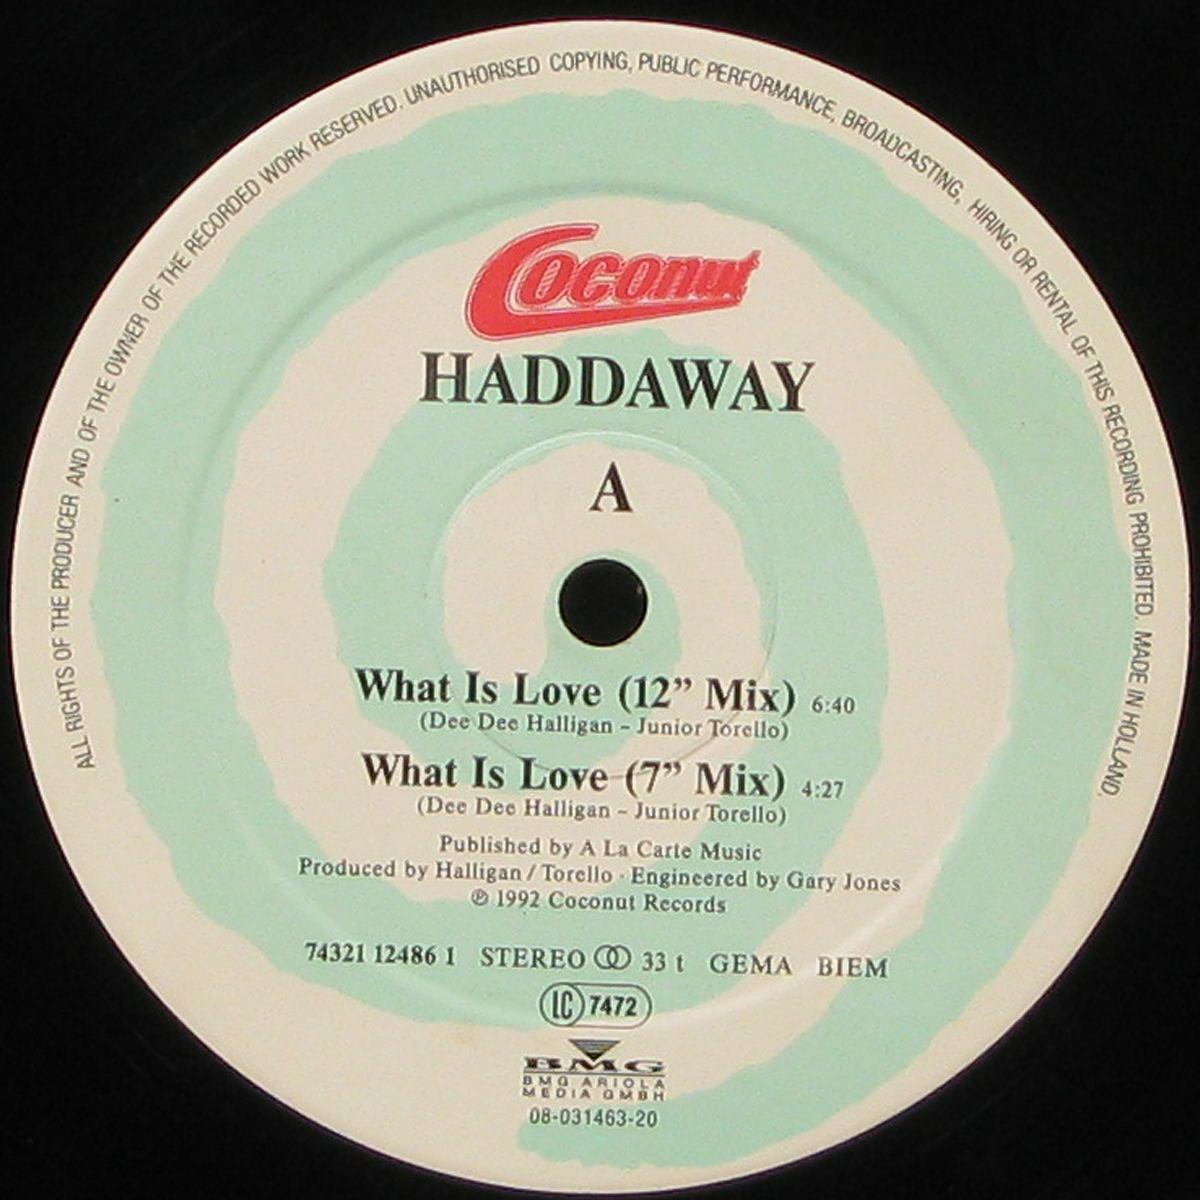 ALL RIGHTS OF THE PRODUCER AND OF THE OWNER OF THE RECORDED WORK RESERVED. UNAUTHORISED COPYING, PUBLIC PERFORMANCE, BROADCASTING, HIRING OR RENTAL OF THIS RECORDING PROHIBITED. MADE IN HOLLAND.
Coconut
HADDAWAY
A
What Is Love (12” Mix) 6:40
(Dee Dee Halligan – Junior Torello)
What Is Love (7” Mix) 4:27
(Dee Dee Halligan – Junior Torello)
Published by A La Carte Music
Produced by Halligan / Torello · Engineered by Gary Jones
℗ 1992 Coconut Records
74321 12486 1 STEREO 33 t GEMA BIEM
LC 7472
BMG
BMG ARIOLA
MEDIA GMBH
08-031463-20